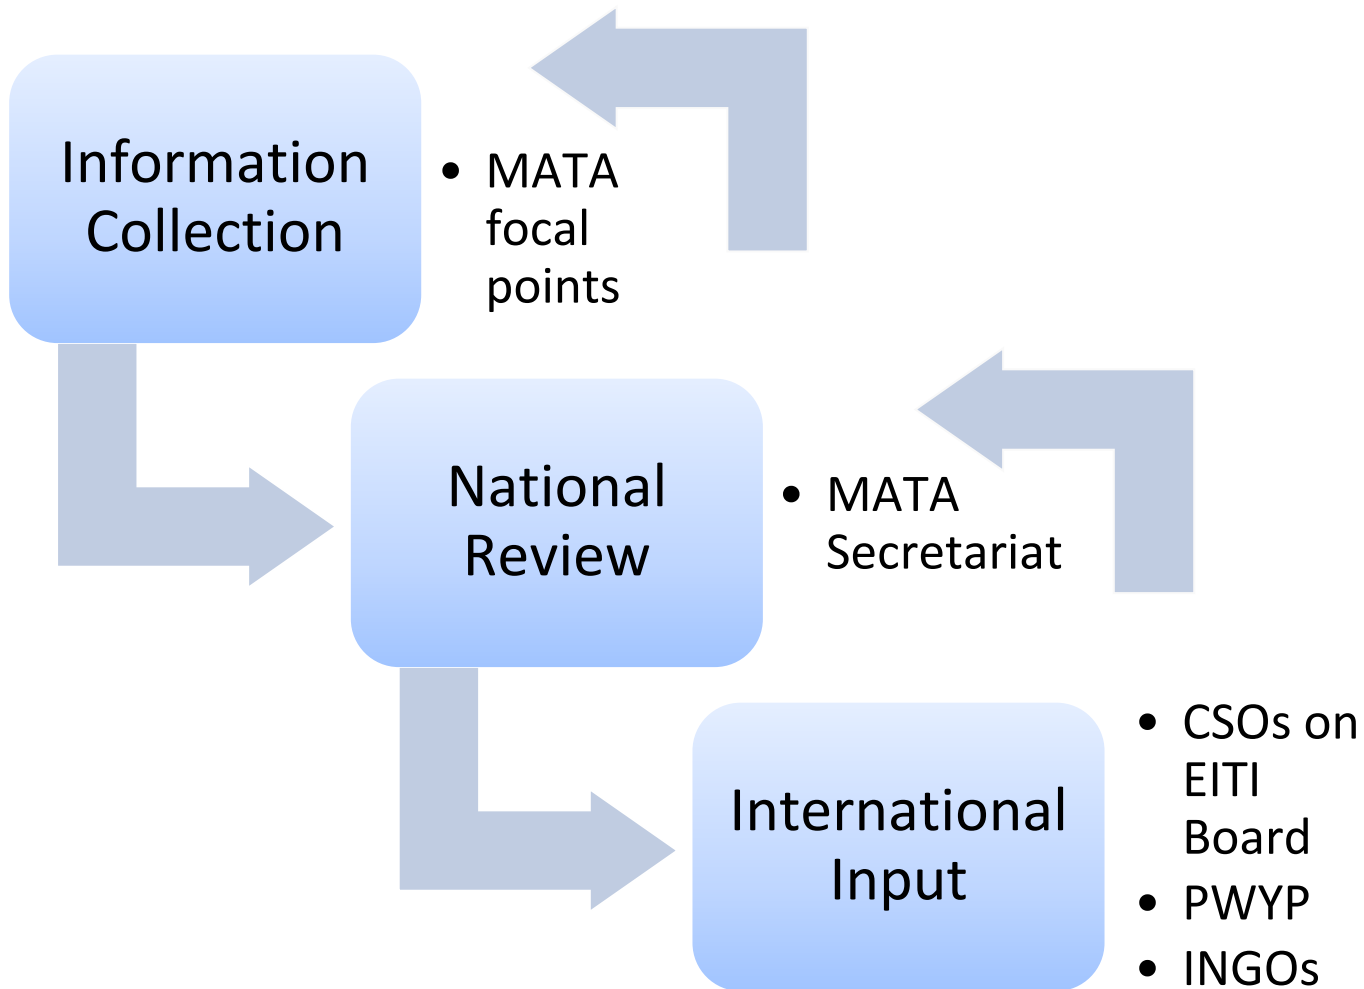 Information
Collection
• MATA
focal
points
National
Review
• MATA
Secretariat
International
Input
• CSOs on
EITI
Board
• PWYP
• INGOs